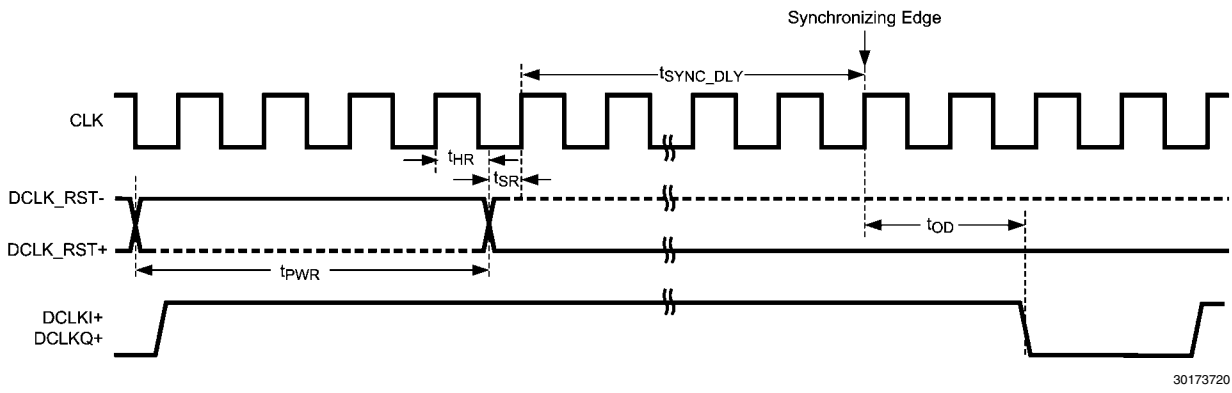 Synchronizing Edge
tSYNC_DLY
CLK
tHR
tSR
DCLK_RST-
DCLK_RST+
tOD
tPWR
DCLKI+
DCLKQ+
30173720